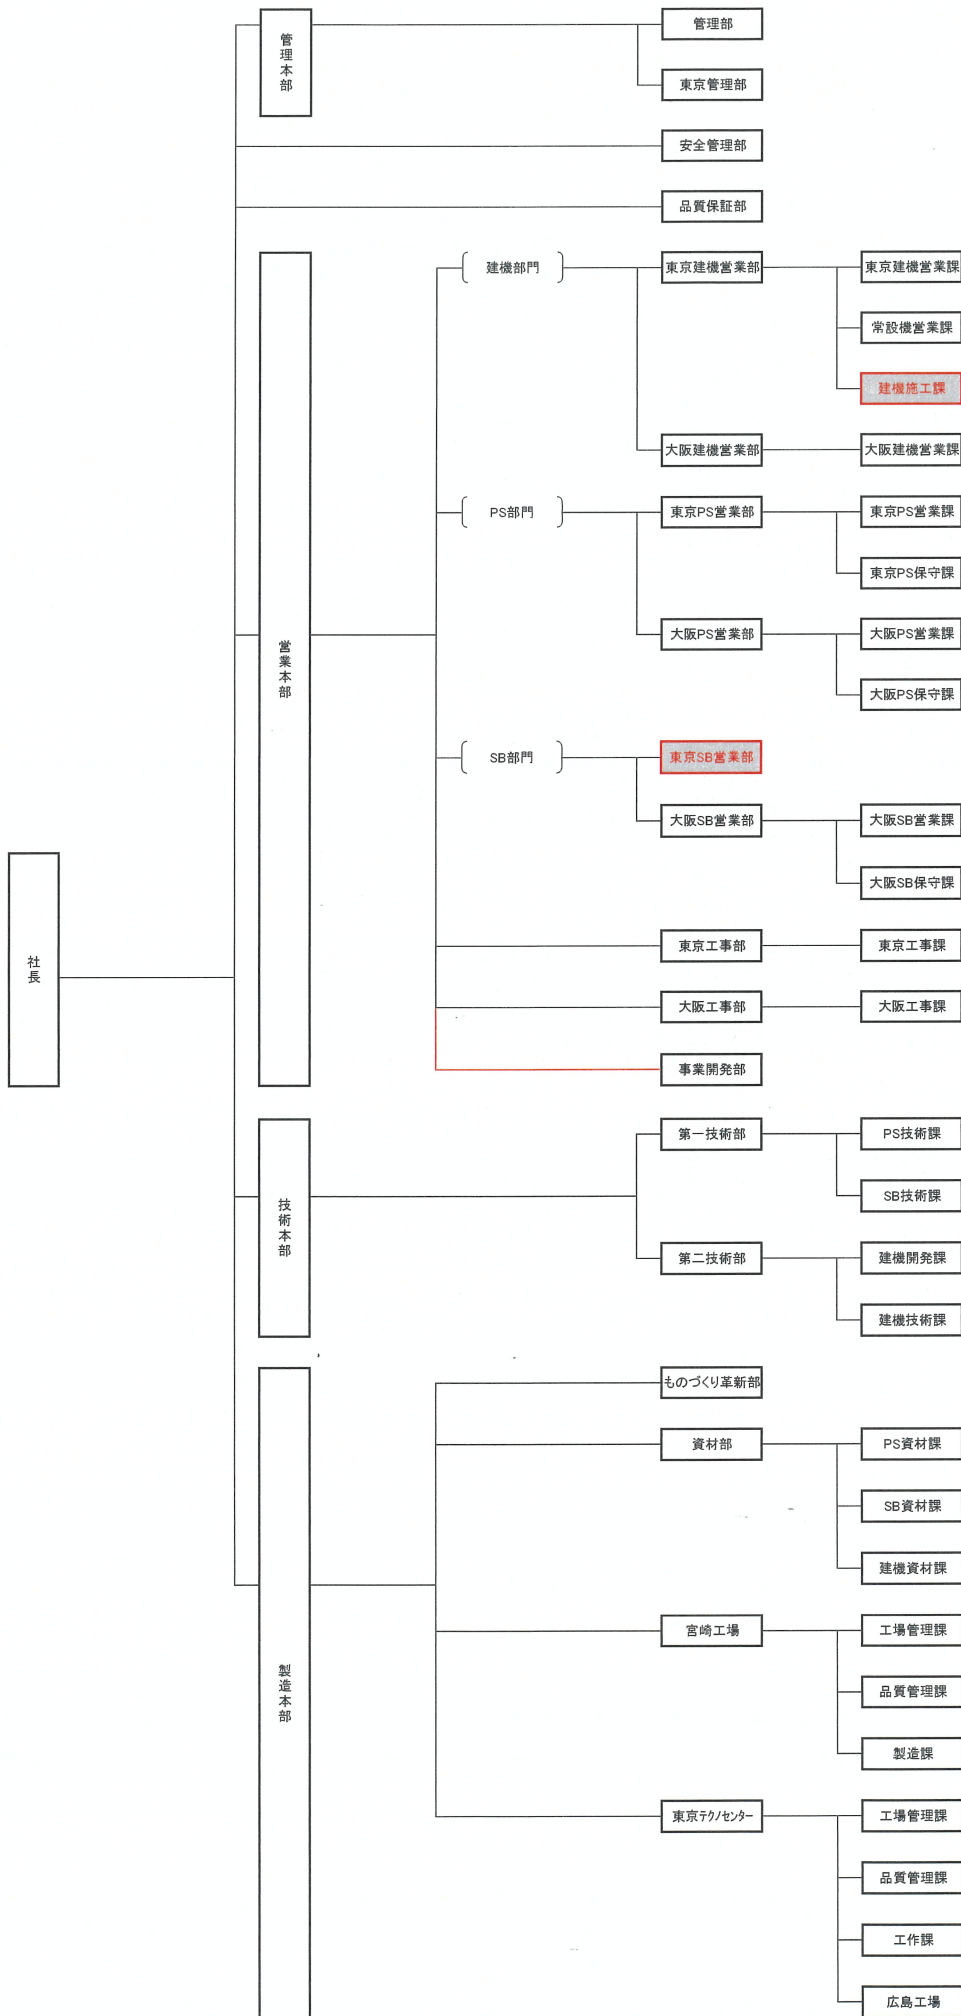 管理本部
管理部
東京管理部
安全管理部
品質保証部
社長
営業本部
建機部門
東京建機営業部
東京建機営業課
常設機営業課
建機施工課
大阪建機営業部
大阪建機営業課
PS部門
東京PS営業部
東京PS営業課
東京PS保守課
大阪PS営業部
大阪PS営業課
大阪PS保守課
SB部門
東京SB営業部
大阪SB営業部
大阪SB営業課
大阪SB保守課
東京工事部
東京工事課
大阪工事部
大阪工事課
事業開発部
技術本部
第一技術部
PS技術課
SB技術課
第二技術部
建機開発課
建機技術課
製造本部
ものづくり革新部
資材部
PS資材課
SB資材課
建機資材課
宮崎工場
工場管理課
品質管理課
製造課
東京ﾃｸﾉｾﾝﾀｰ
工場管理課
品質管理課
工作課
広島工場